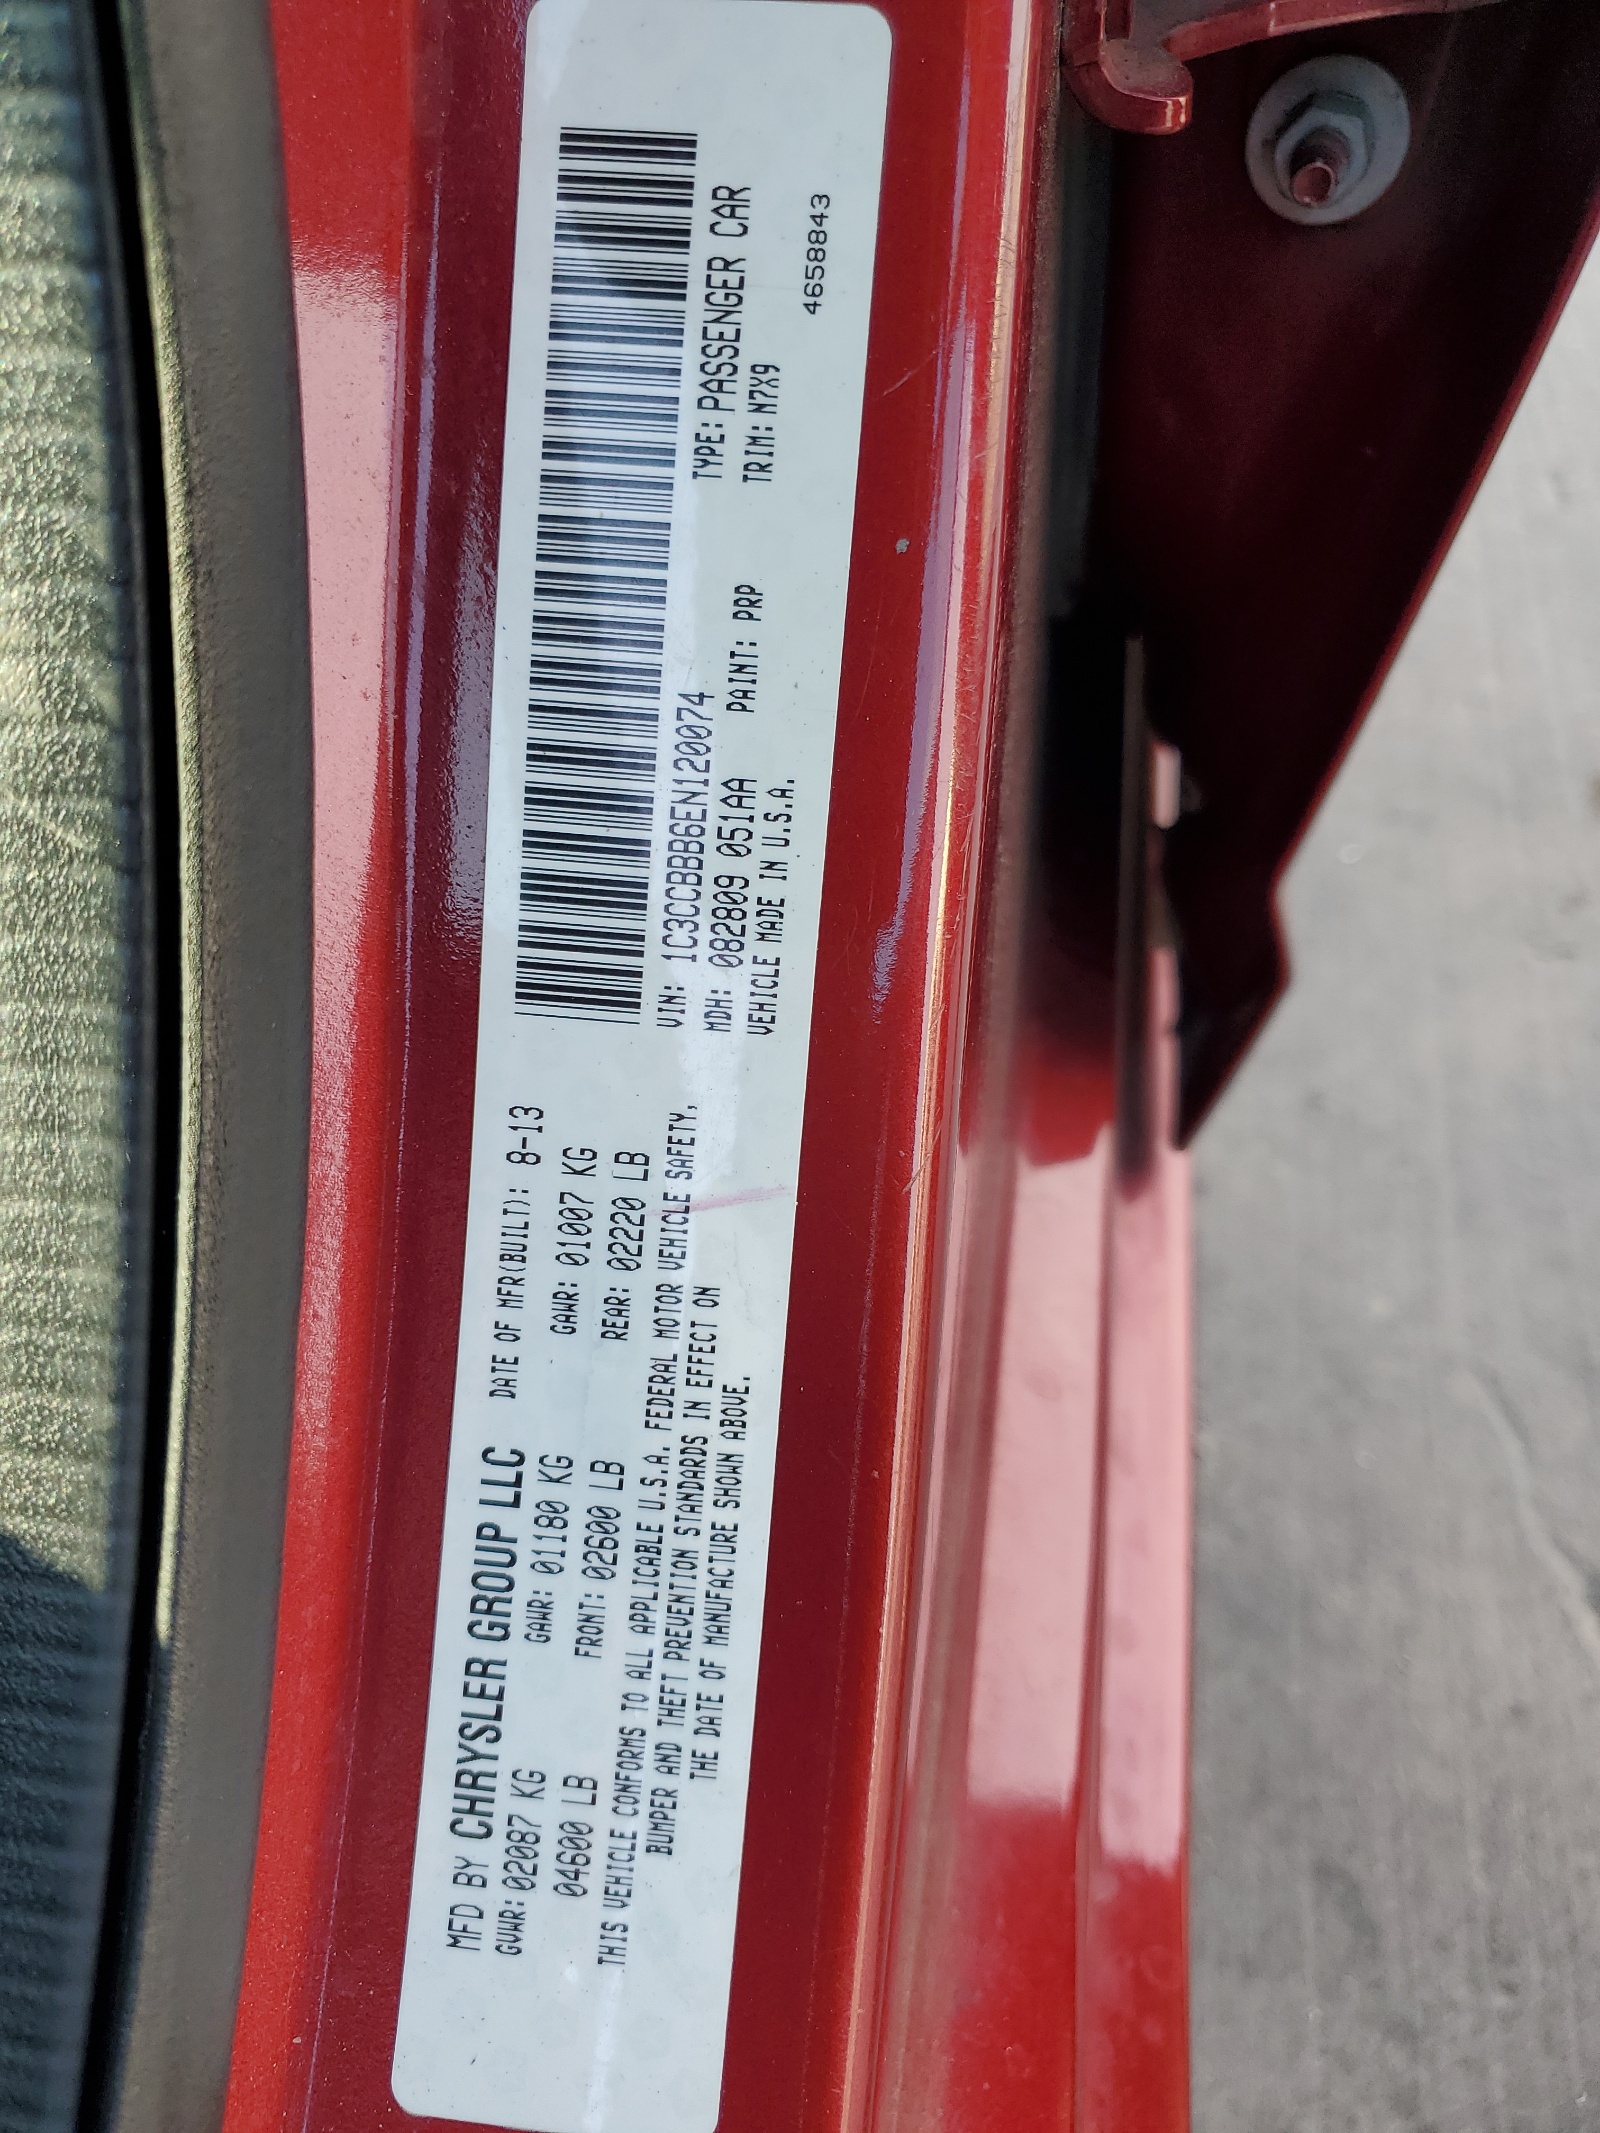 MFD BY CHRYSLER GROUP LLC DATE OF MFR(BUILT): 8-13
GVWR: 02087 KG GAWR: 01180 KG GAWR: 01007 KG
04600 LB FRONT: 02600 LB REAR: 02220 LB
THIS VEHICLE CONFORMS TO ALL APPLICABLE U.S.A. FEDERAL MOTOR VEHICLE SAFETY,
BUMPER AND THEFT PREVENTION STANDARDS IN EFFECT ON
THE DATE OF MANUFACTURE SHOWN ABOVE.
VIN: 1C3CCBBB6EN120074 TYPE: PASSENGER CAR
MDH: 082809 051AA PAINT: PRP TRIM: N7X9
VEHICLE MADE IN U.S.A.
4658843